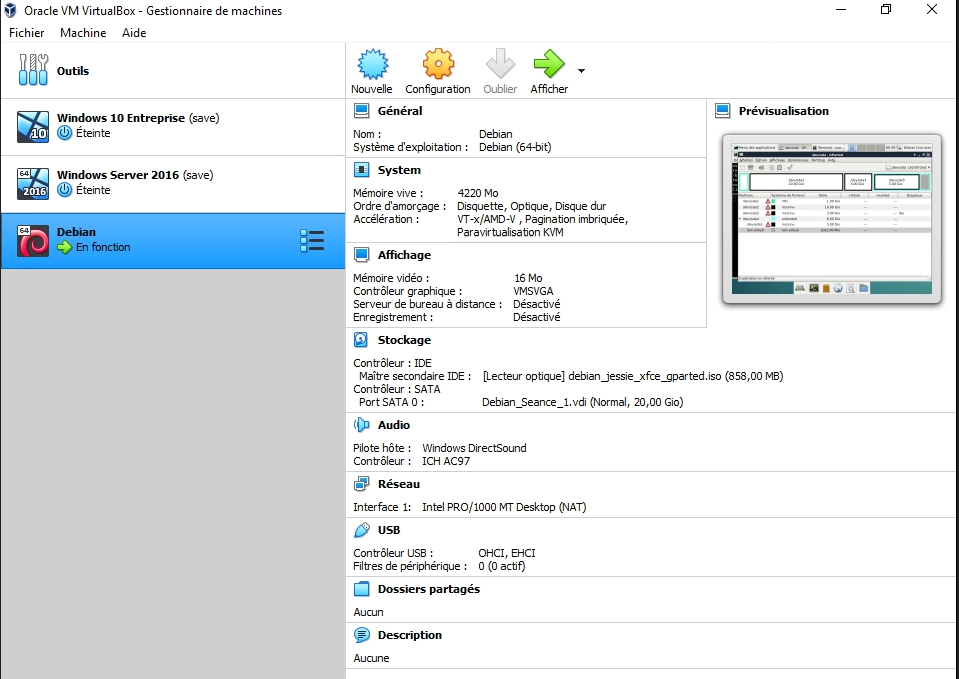 Oracle VM VirtualBox - Gestionnaire de machines
Fichier Machine Aide
Outils
Windows 10 Entreprise (save)
Éteinte
Windows Server 2016 (save)
Éteinte
Debian
En fonction
Nouvelle Configuration Oublier Afficher
Général
Nom : Debian
Système d'exploitation : Debian (64-bit)
System
Mémoire vive : 4220 Mo
Ordre d'amorçage : Disquette, Optique, Disque dur
Accélération : VT-x/AMD-V , Pagination imbriquée,
Paravirtualisation KVM
Affichage
Mémoire vidéo : 16 Mo
Contrôleur graphique : VMSVGA
Serveur de bureau à distance : Désactivé
Enregistrement : Désactivé
Prévisualisation
Stockage
Contrôleur : IDE
Maître secondaire IDE : [Lecteur optique] debian_jessie_xfce_gparted.iso (858,00 MB)
Contrôleur : SATA
Port SATA 0 : Debian_Seance_1.vdi (Normal, 20,00 Gio)
Audio
Pilote hôte : Windows DirectSound
Contrôleur : ICH AC97
Réseau
Interface 1: Intel PRO/1000 MT Desktop (NAT)
USB
Contrôleur USB : OHCI, EHCI
Filtres de périphérique : 0 (0 actif)
Dossiers partagés
Aucun
Description
Aucune